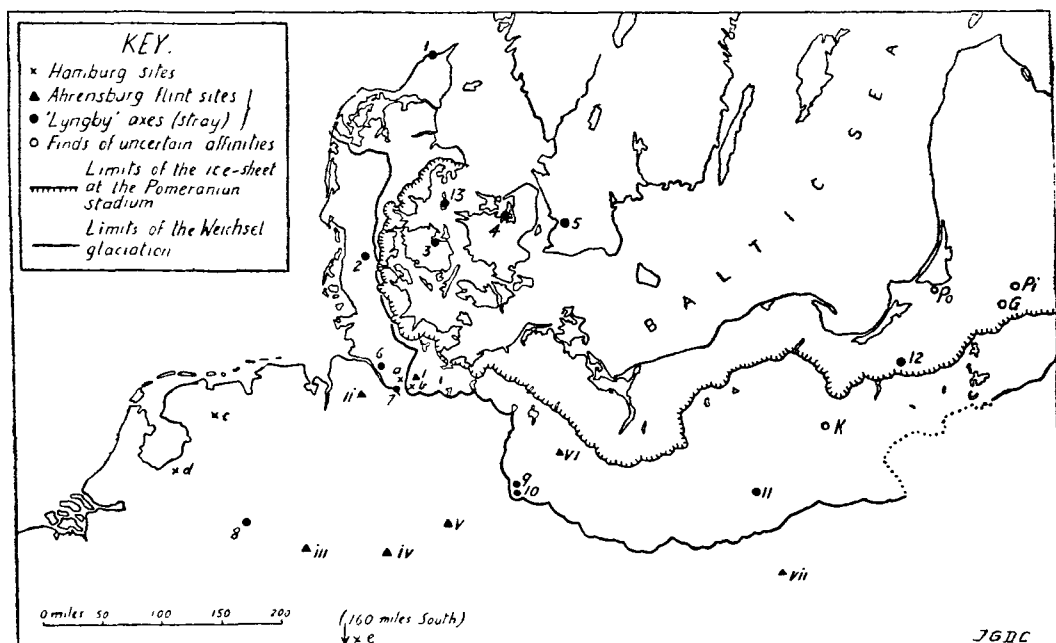 KEY.
x Hamburg sites
▲ Ahrensburg flint sites
● 'Lyngby' axes (stray)
○ Finds of uncertain affinities
Limits of the ice-sheet
at the Pomeranian
stadium
Limits of the Weichsel
glaciation
1
13
4
5
3
2
BALTIC SEA
Po
Pi
G
12
6
a
i
ii
7
c
K
d
vi
9
10
11
8
v
iii
iv
vii
0 miles 50 100 150 200
(160 miles South)
x e
JGDC